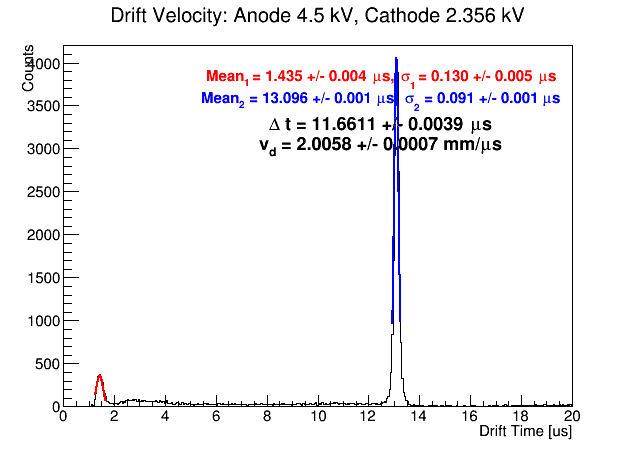 Drift Velocity: Anode 4.5 kV, Cathode 2.356 kV
Counts
Mean1 = 1.435 +/- 0.004 μs, σ1 = 0.130 +/- 0.005 μs
Mean2 = 13.096 +/- 0.001 μs, σ2 = 0.091 +/- 0.001 μs
Δ t = 11.6611 +/- 0.0039 μs
vd = 2.0058 +/- 0.0007 mm/μs
4000
3500
3000
2500
2000
1500
1000
500
0
0 2 4 6 8 10 12 14 16 18 20
Drift Time [us]